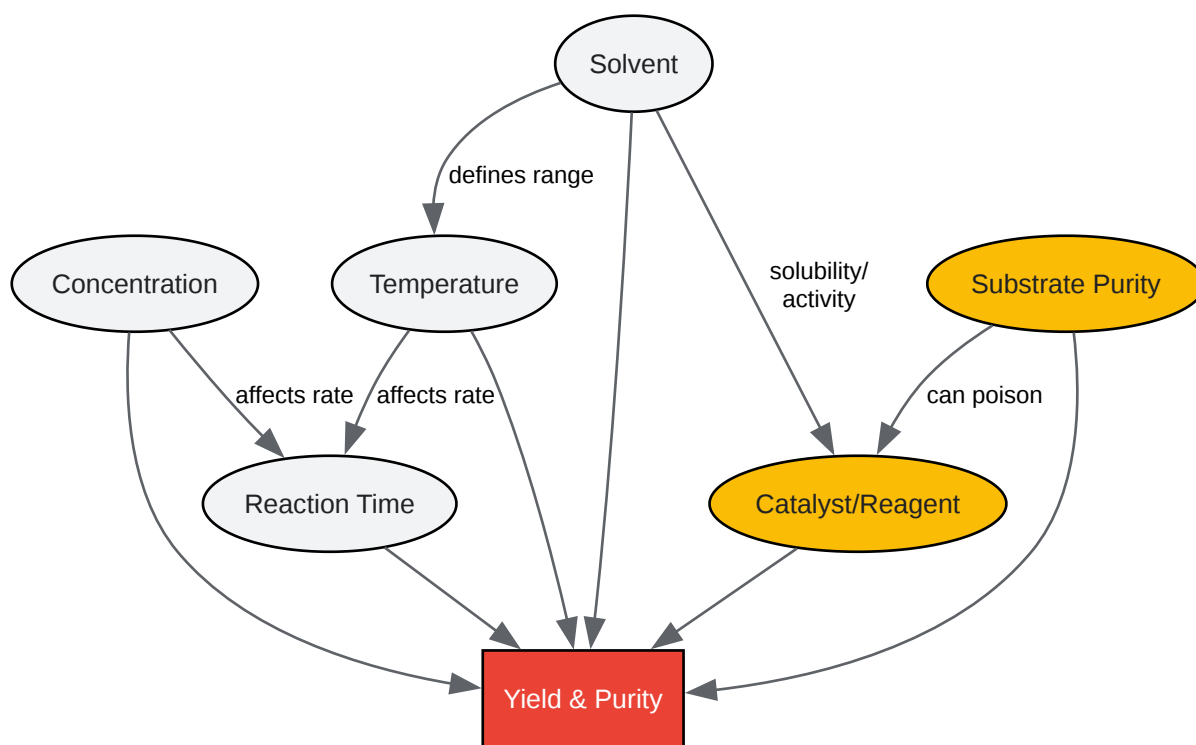 Solvent
defines range
Concentration
Temperature
solubility/
activity
Substrate Purity
affects rate
affects rate
can poison
Reaction Time
Catalyst/Reagent
Yield & Purity